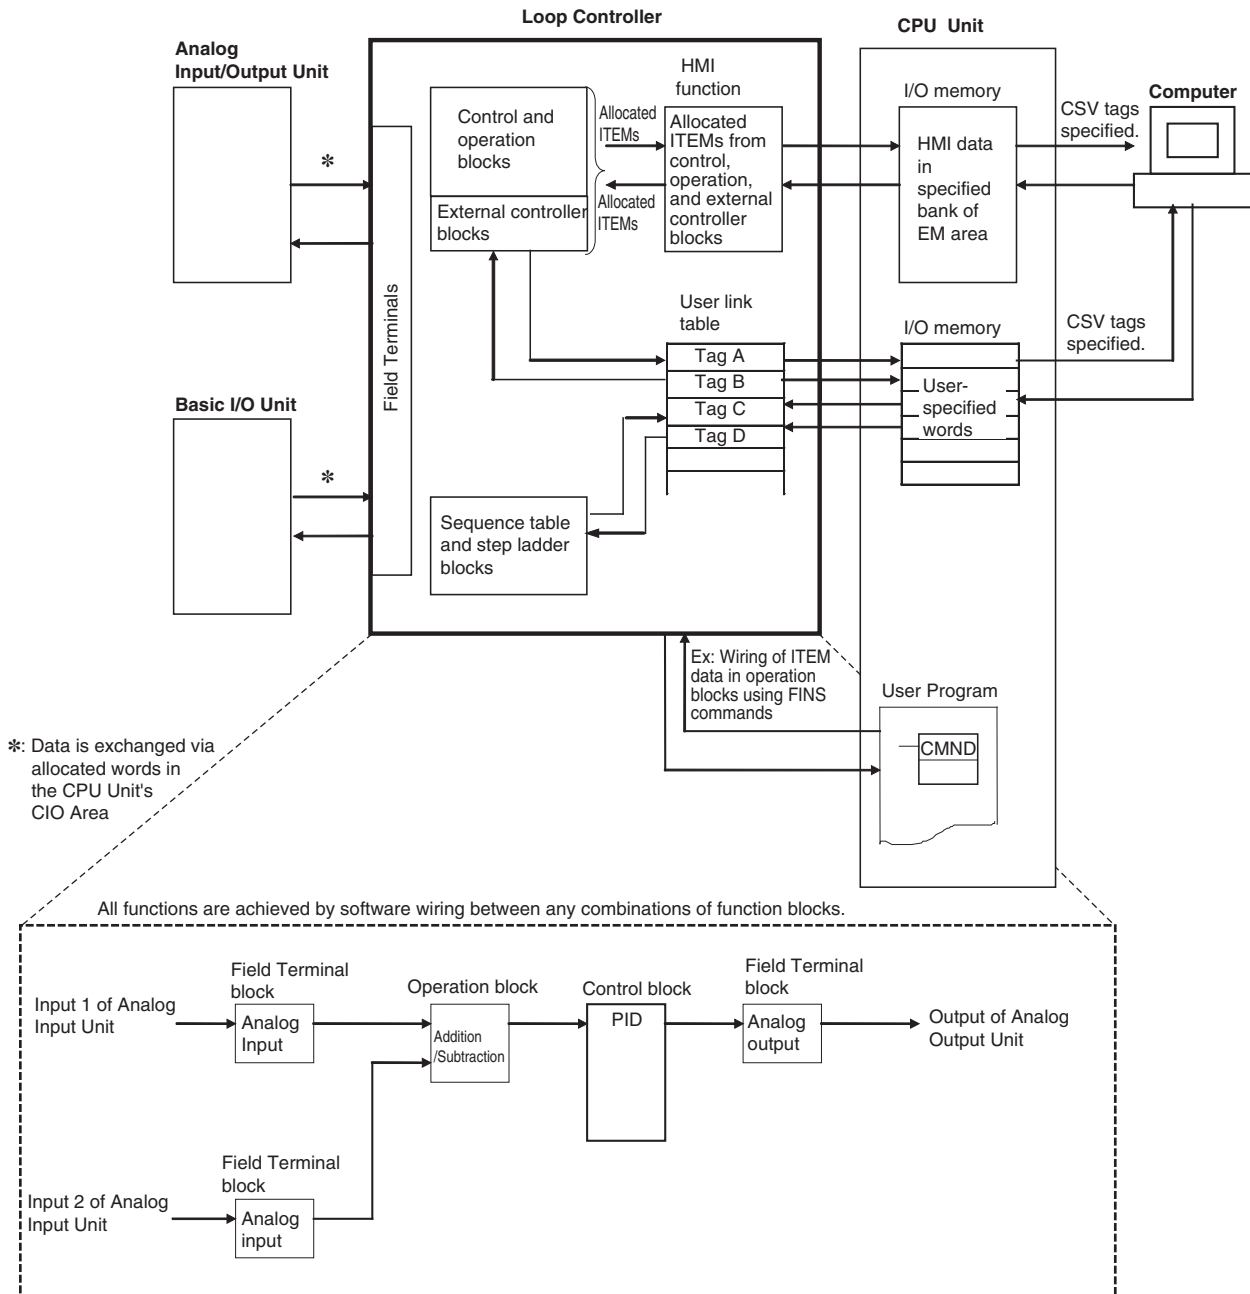 Loop Controller
CPU Unit
Analog
Input/Output Unit
HMI
function
I/O memory
CSV tags
specified.
Computer
Control and
operation
blocks
External controller
blocks
Allocated
ITEMs
Allocated
ITEMs
Allocated
ITEMs from
control,
operation,
and external
controller
blocks
HMI data
in
specified
bank of
EM area
*
Field Terminals
User link
table
Tag A
Tag B
Tag C
Tag D
I/O memory
User-
specified
words
CSV tags
specified.
Basic I/O Unit
*
Sequence table
and step ladder
blocks
Ex: Wiring of ITEM
data in operation
blocks using FINS
commands
User Program
CMND
*: Data is exchanged via
allocated words in
the CPU Unit's
CIO Area
All functions are achieved by software wiring between any combinations of function blocks.
Input 1 of Analog
Input Unit
Field Terminal
block
Analog
Input
Operation block
Addition
/Subtraction
Control block
PID
Field Terminal
block
Analog
output
Output of Analog
Output Unit
Input 2 of Analog
Input Unit
Field Terminal
block
Analog
input